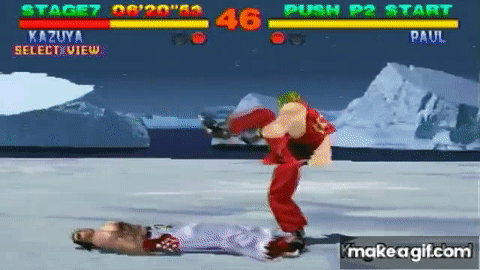 STAGE7 06'20"53
46
PUSH P2 START
KAZUYA
PAUL
SELECT VIEW
makeagif.com